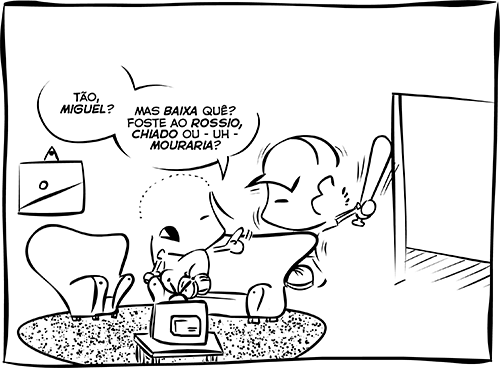 TÃO,
MIGUEL?
MAS BAIXA QUÊ?
FOSTE AO ROSSIO,
CHIADO OU - UH -
MOURARIA?